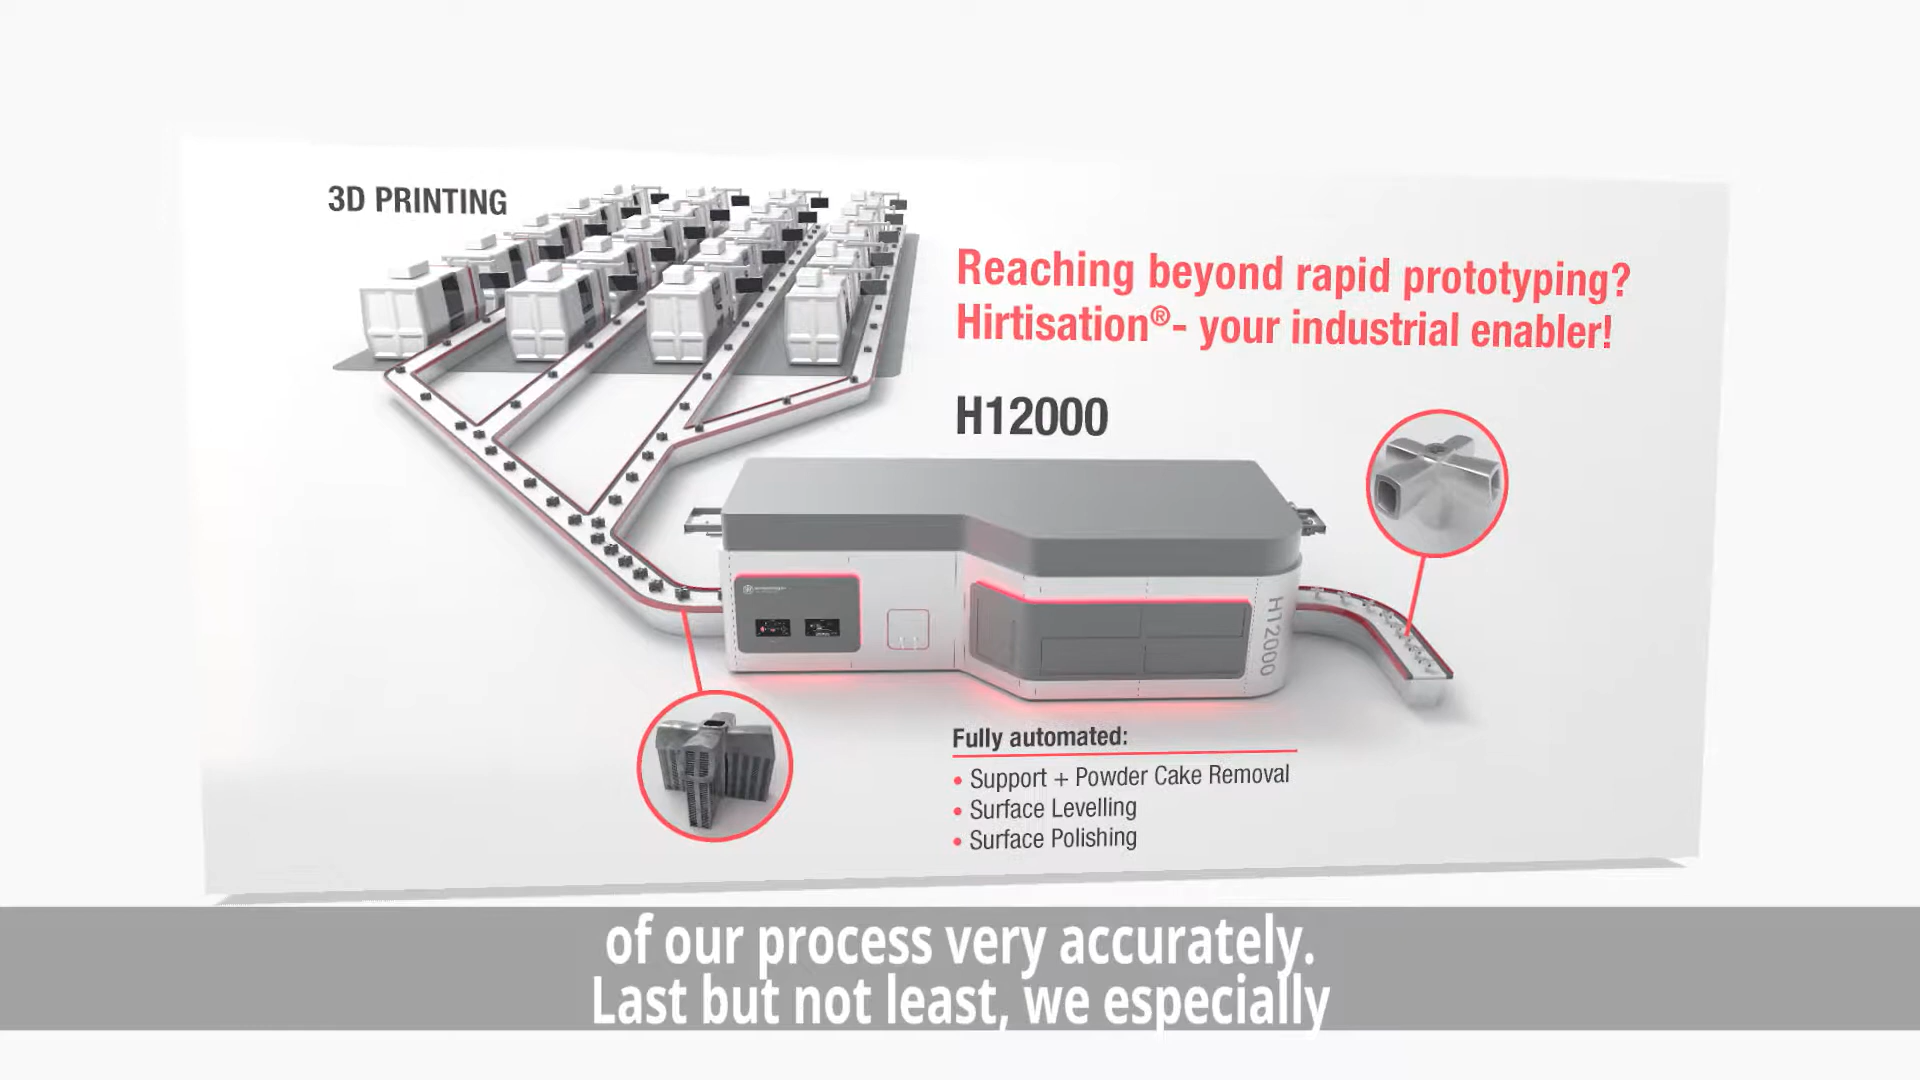 3D PRINTING
Reaching beyond rapid prototyping?
Hirtisation®- your industrial enabler!
H12000
H12000
Fully automated:
• Support + Powder Cake Removal
• Surface Levelling
• Surface Polishing
of our process very accurately.
Last but not least, we especially